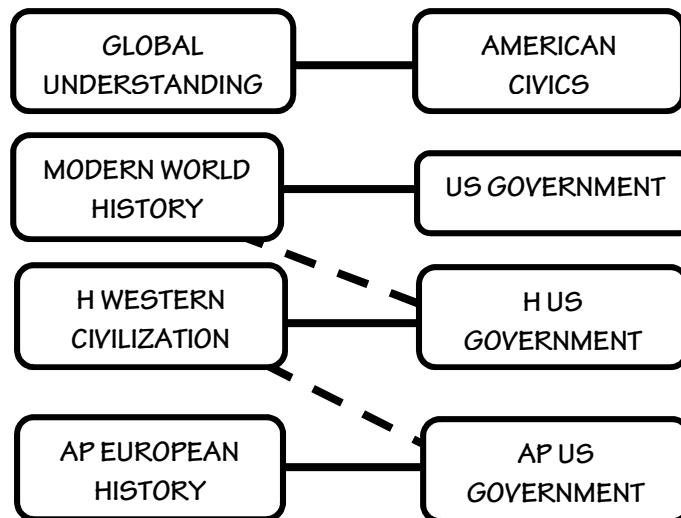 GLOBAL
UNDERSTANDING
AMERICAN
CIVICS
MODERN WORLD
HISTORY
US GOVERNMENT
H WESTERN
CIVILIZATION
H US
GOVERNMENT
AP EUROPEAN
HISTORY
AP US
GOVERNMENT